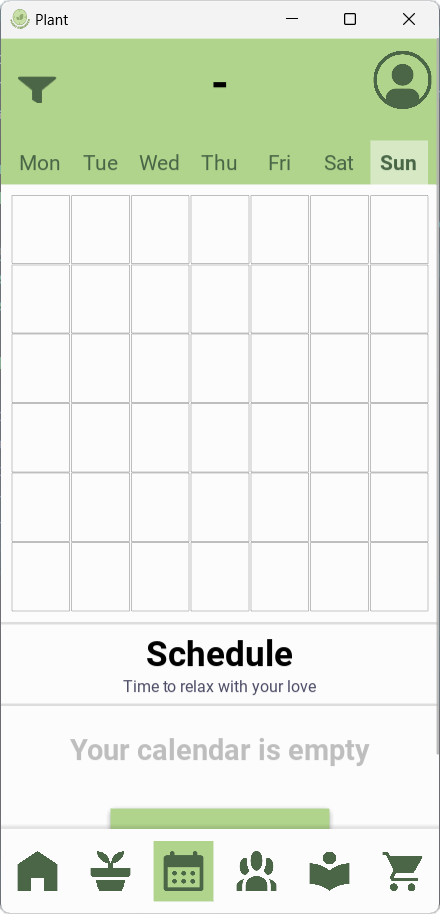 Plant
-
Mon Tue Wed Thu Fri Sat Sun
Schedule
Time to relax with your love
Your calendar is empty